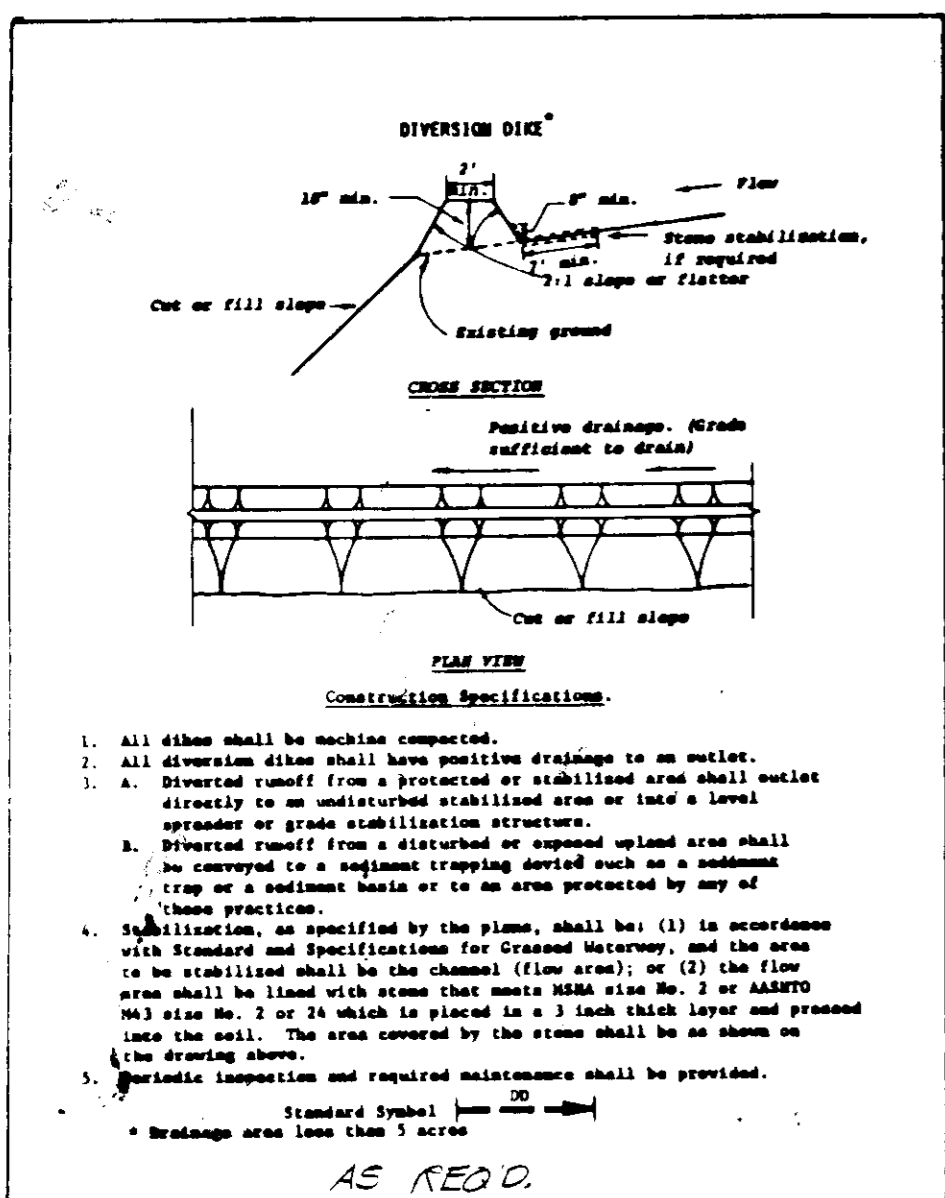 DIVERSION DIKE*
2'
min.
18" min.
8" min.
Flow
Stone stabilization,
if required
7' min.
2:1 slope or flatter
Cut or fill slope
Existing ground
CROSS SECTION
Positive drainage. (Grade
sufficient to drain)
Cut or fill slope
PLAN VIEW
Construction Specifications.
1. All dikes shall be machine compacted.
2. All diversion dikes shall have positive drainage to an outlet.
3. A. Diverted runoff from a protected or stabilized area shall outlet
directly to an undisturbed stabilized area or into a level
spreader or grade stabilization structure.
B. Diverted runoff from a disturbed or exposed upland area shall
be conveyed to a sediment trapping devied such as a sediment
trap or a sediment basin or to an area protected by any of
these practices.
4. Stabilization, as specified by the plans, shall be: (1) in accordance
with Standard and Specifications for Grassed Waterway, and the area
to be stabilized shall be the channel (flow area); or (2) the flow
area shall be lined with stone that meets MSHA size No. 2 or AASHTO
M43 size No. 2 or 24 which is placed in a 3 inch thick layer and pressed
into the soil. The area covered by the stone shall be as shown on
the drawing above.
5. Periodic inspection and required maintenance shall be provided.
Standard Symbol DD
* Drainage area less than 5 acres
AS REQ'D.